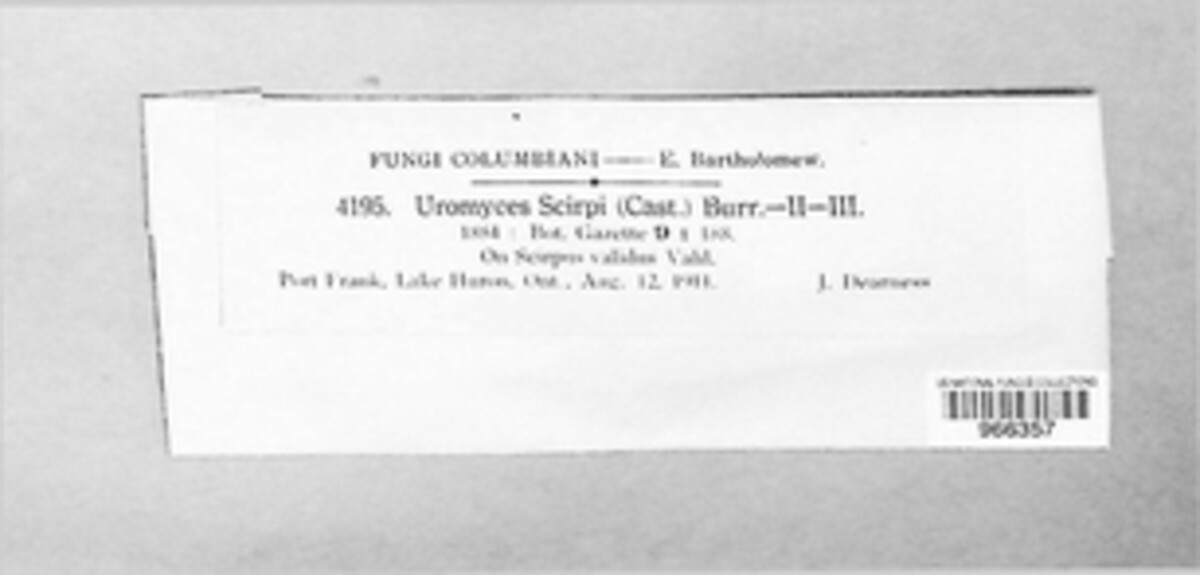 FUNGI COLUMBIANI — E. Bartholomew.
4195. Uromyces Scirpi (Cast.) Burr.—II—III.
1884 : Bot. Gazette 9 : 188.
On Scirpus validus Vahl.
Port Frank, Lake Huron, Ont., Aug. 12, 1911. J. Dearness
966357